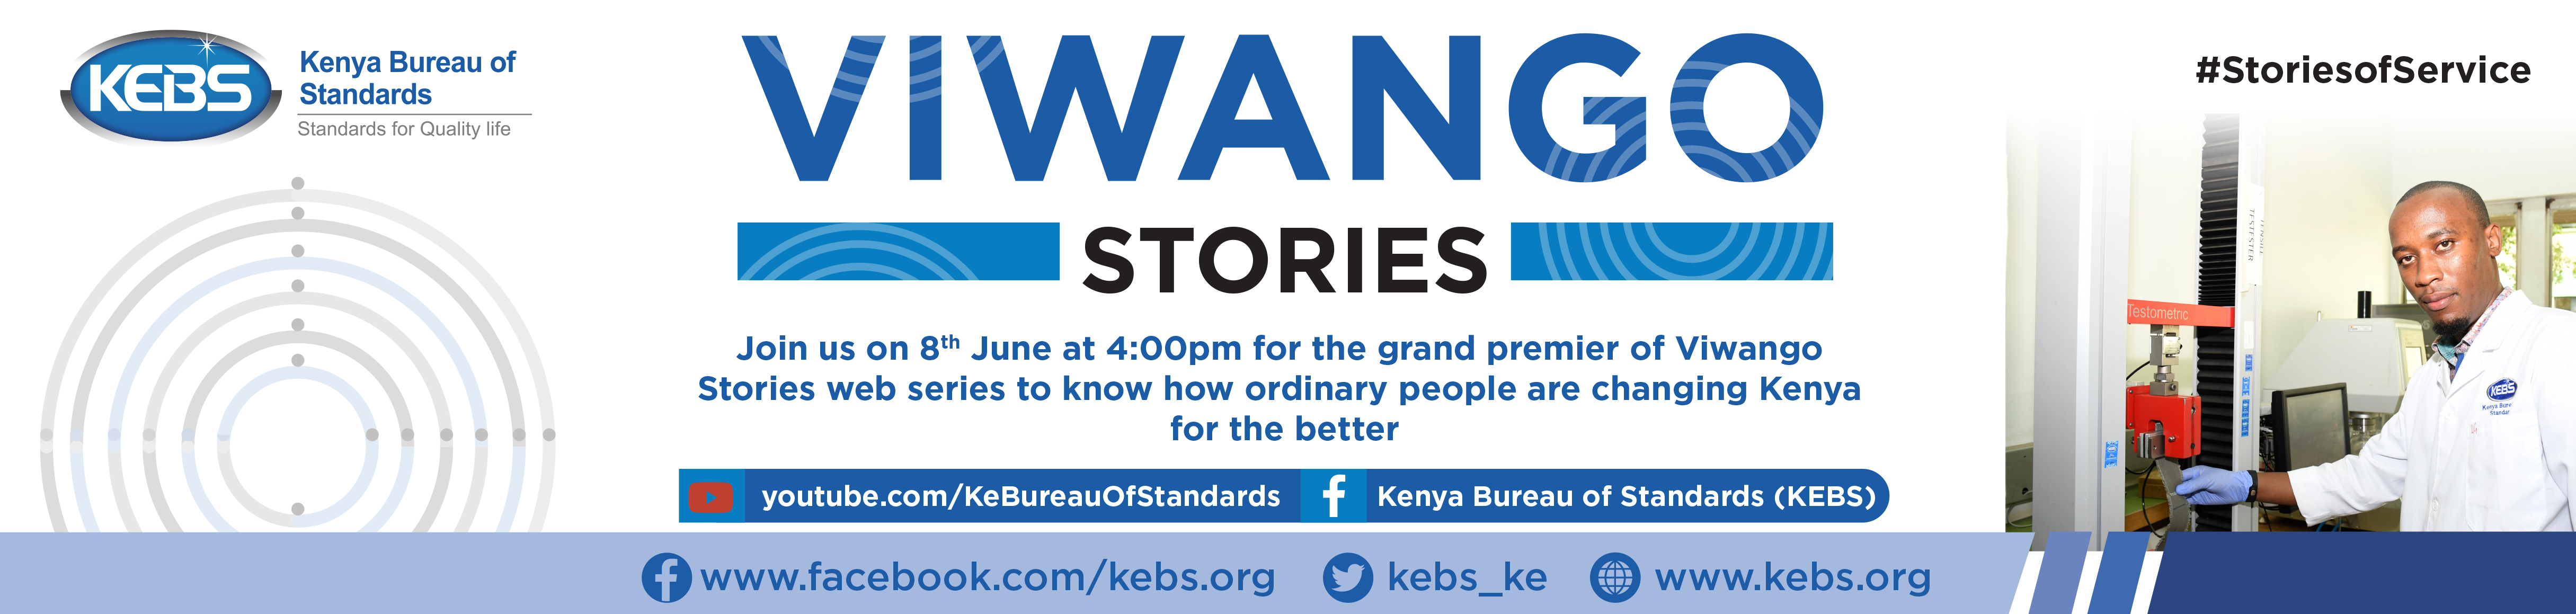 KEBS
Kenya Bureau of
Standards
Standards for Quality life
VIWANGO
STORIES
#StoriesofService
Join us on 8th June at 4:00pm for the grand premier of Viwango
Stories web series to know how ordinary people are changing Kenya
for the better
youtube.com/KeBureauOfStandards
Kenya Bureau of Standards (KEBS)
www.facebook.com/kebs.org
kebs_ke
www.kebs.org
Testometric
KEBS